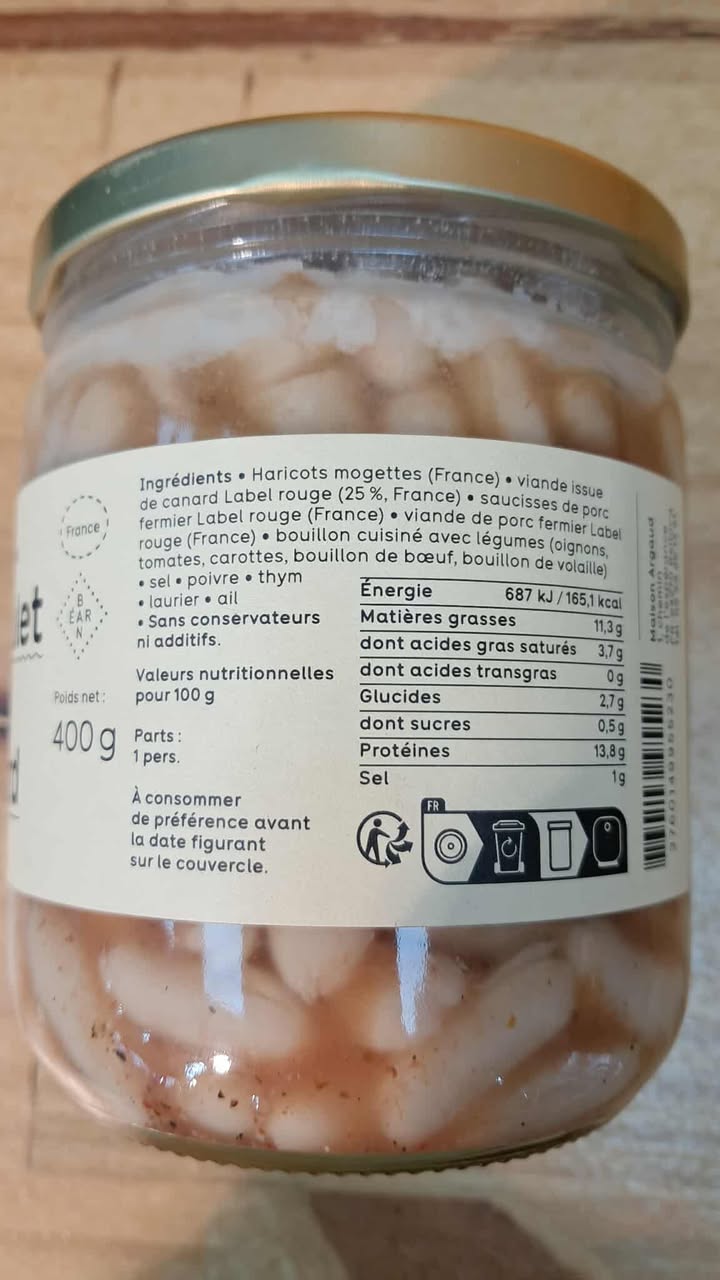 France
B
ÉAR
N
let
Poids net :
400 g
d
Ingrédients • Haricots mogettes (France) • viande issue
de canard Label rouge (25 %, France) • saucisses de porc
fermier Label rouge (France) • viande de porc fermier Label
rouge (France) • bouillon cuisiné avec légumes (oignons,
tomates, carottes, bouillon de bœuf, bouillon de volaille)
• sel • poivre • thym
• laurier • ail
• Sans conservateurs
ni additifs.
Valeurs nutritionnelles
pour 100 g
Parts :
1 pers.
À consommer
de préférence avant
la date figurant
sur le couvercle.
Énergie 687 kJ / 165,1 kcal
Matières grasses 11,3 g
dont acides gras saturés 3,7 g
dont acides transgras 0 g
Glucides 2,7 g
dont sucres 0,5 g
Protéines 13,8 g
Sel 1 g
FR
Maison Argaud